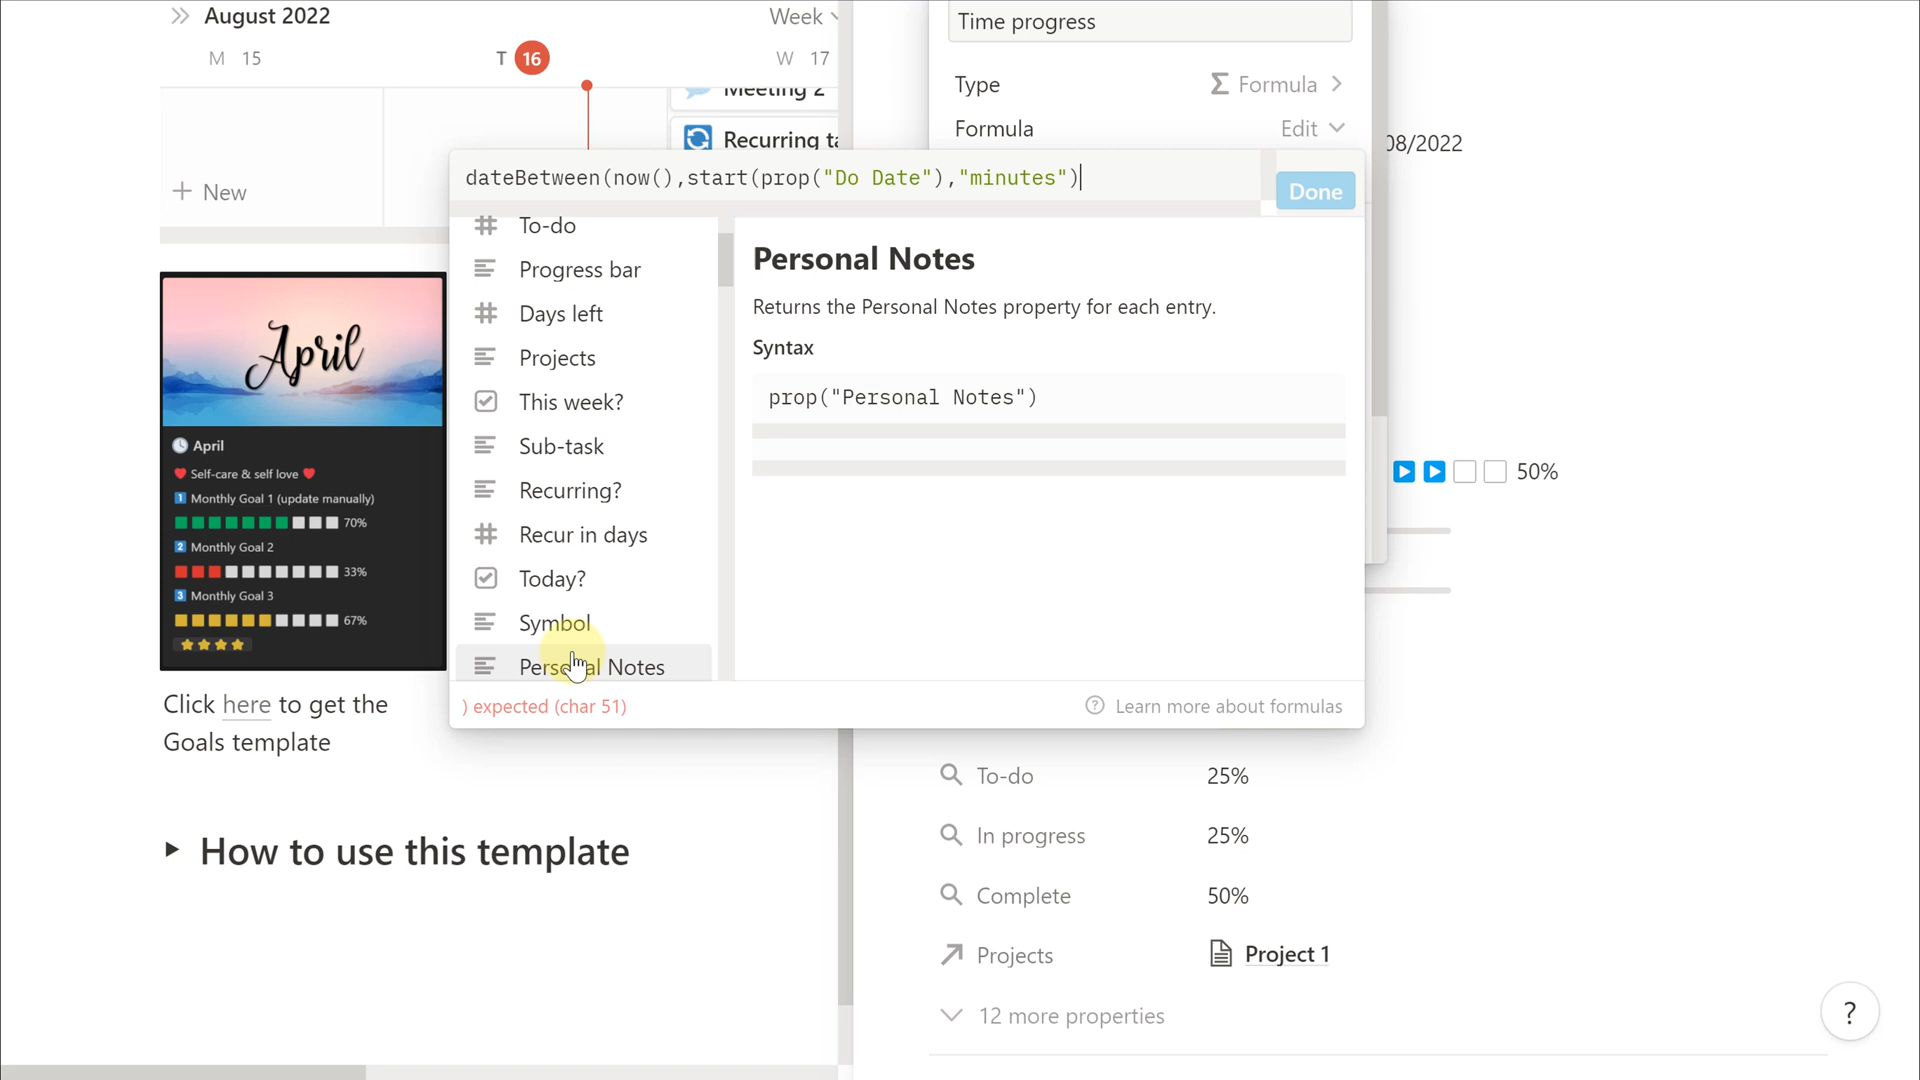 August 2022
Week
M 15
T 16
W 17
Meeting 2
Recurring ta
+ New
April
April
Self-care & self love
1 Monthly Goal 1 (update manually)
70%
2 Monthly Goal 2
33%
3 Monthly Goal 3
67%
Click here to get the
Goals template
How to use this template
Time progress
Type
Σ Formula
Formula
Edit
08/2022
dateBetween(now(),start(prop("Do Date"),"minutes")
Done
To-do
Progress bar
Days left
Projects
This week?
Sub-task
Recurring?
Recur in days
Today?
Symbol
Personal Notes
Personal Notes
Returns the Personal Notes property for each entry.
Syntax
prop("Personal Notes")
) expected (char 51)
? Learn more about formulas
50%
To-do 25%
In progress 25%
Complete 50%
Projects Project 1
12 more properties
?